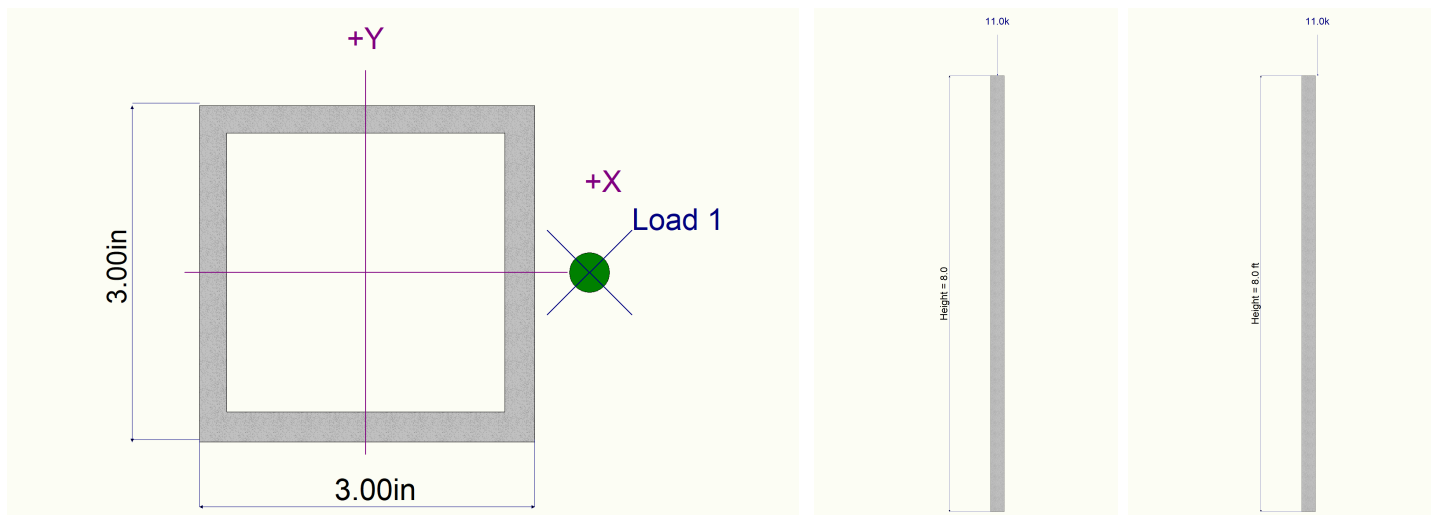 +Y
+X
Load 1
3.00in
3.00in
11.0k
Height = 8.0
11.0k
Height = 8.0 ft